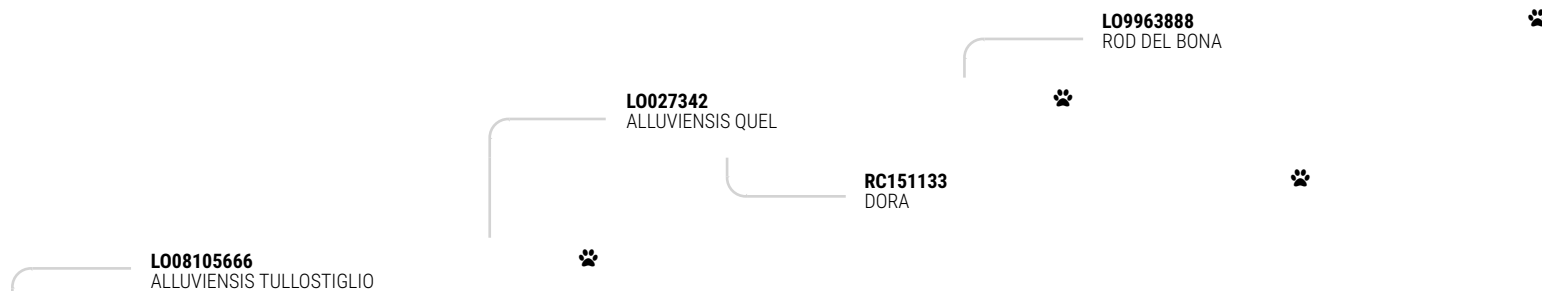 LO9963888
ROD DEL BONA
LO027342
ALLUVIENSIS QUEL
RC151133
DORA
LO08105666
ALLUVIENSIS TULLOSTIGLIO